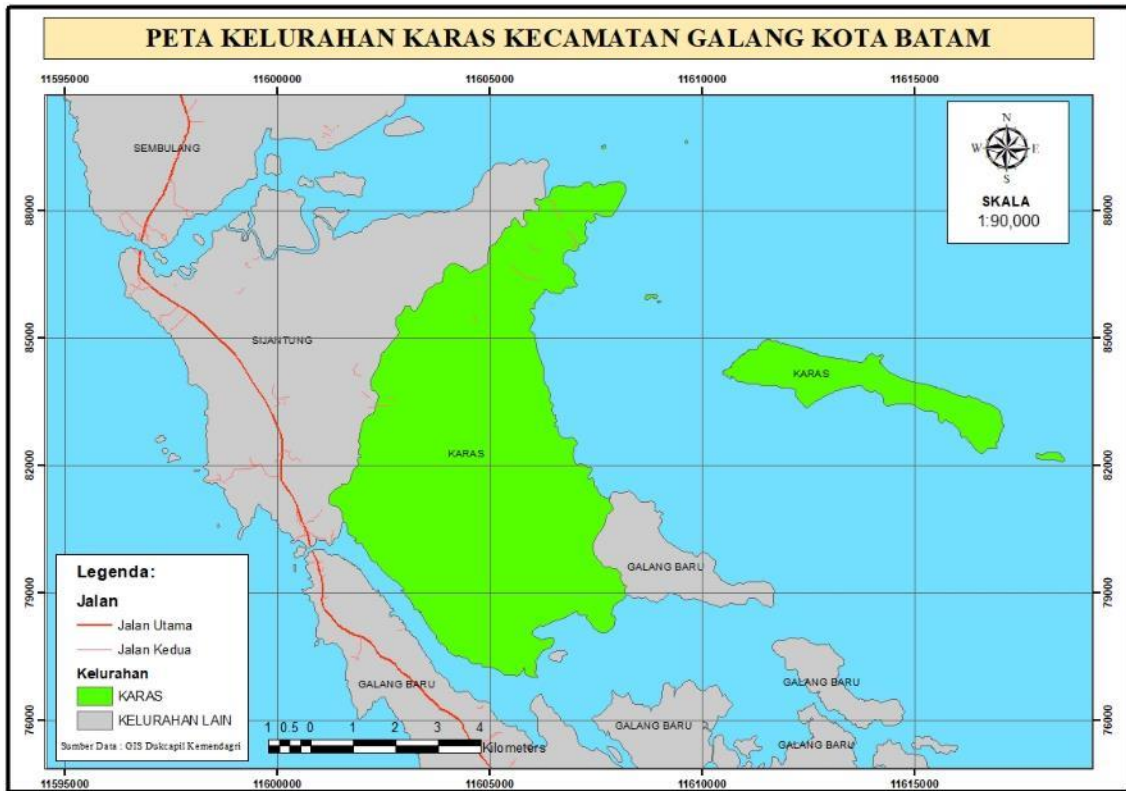 PETA KELURAHAN KARAS KECAMATAN GALANG KOTA BATAM
11595000 11600000 11605000 11610000 11615000
N
W E
S
SKALA
1:90,000
SEMBULANG
88000 88000
SIJANTUNG
85000 85000
KARAS
KARAS
82000 82000
GALANG BARU
79000 79000
GALANG BARU
GALANG BARU
GALANG BARU
GALANG BARU
76000 76000
Legenda:
Jalan
Jalan Utama
Jalan Kedua
Kelurahan
KARAS
KELURAHAN LAIN
Sumber Data : GIS Dukcapil Kemendagri
1 0.5 0 1 2 3 4
Kilometers
11595000 11600000 11605000 11610000 11615000